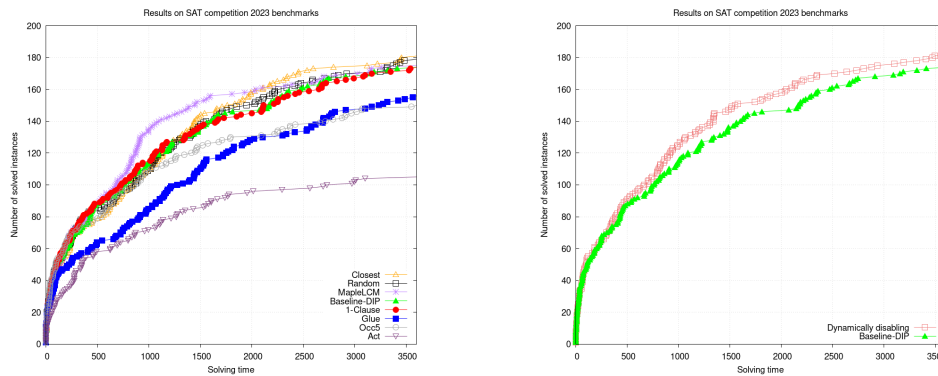 Results on SAT competition 2023 benchmarks
200
180
160
140
120
100
80
60
40
20
0
Number of solved instances
Closest
Random
MapleLCM
Baseline-DIP
1-Clause
Glue
Occ5
Act
0 500 1000 1500 2000 2500 3000 3500
Solving time
Results on SAT competition 2023 benchmarks
200
180
160
140
120
100
80
60
40
20
0
Number of solved instances
Dynamically disabling
Baseline-DIP
0 500 1000 1500 2000 2500 3000
Solving time